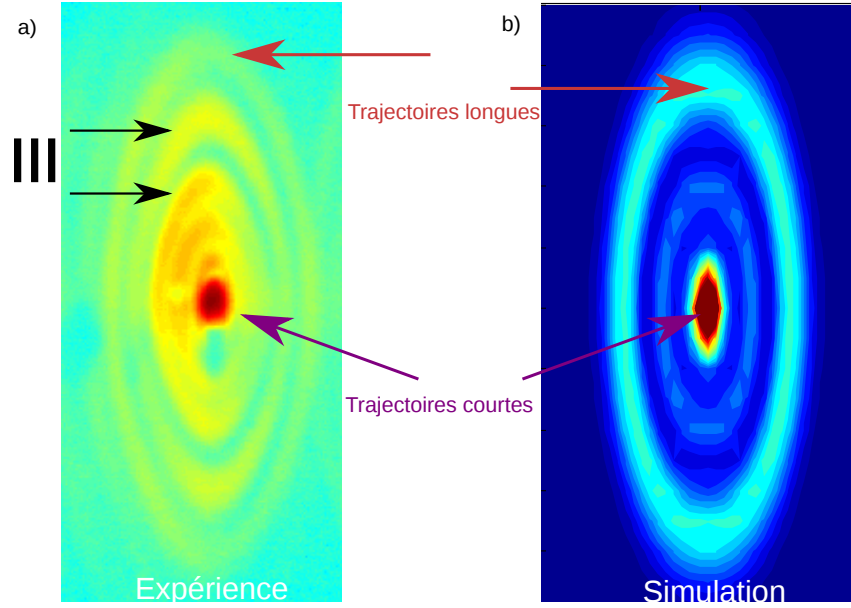 a)
b)
Trajectoires longues
III
Trajectoires courtes
Expérience
Simulation